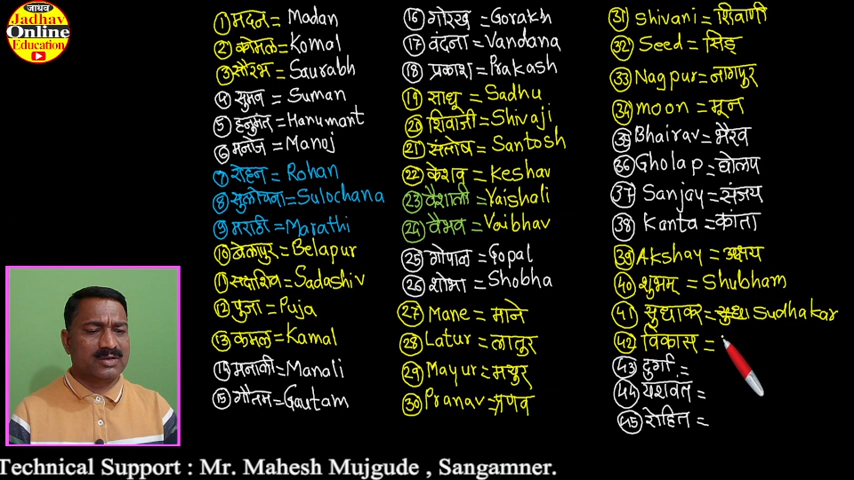 जाधव
Jadhav
Online
Education
① मदन = Madan
② कोमल = Komal
③ सौरभ = Saurabh
④ सुमन = Suman
⑤ हनुमंत = Hanumant
⑥ मनोज = Manoj
⑦ रोहन = Rohan
⑧ सुलोचना = Sulochana
⑨ मराठी = Marathi
⑩ बेलापुर = Belapur
⑪ सदाशिव = Sadashiv
⑫ पुजा = Puja
⑬ कमल = Kamal
⑭ मनाली = Manali
⑮ गौतम = Gautam
⑯ गोरख = Gorakh
⑰ वंदना = Vandana
⑱ प्रकाश = Prakash
⑲ साधू = Sadhu
⑳ शिवाजी = Shivaji
㉑ संतोष = Santosh
㉒ केशव = Keshav
㉓ वैशाली = Vaishali
㉔ वैभव = Vaibhav
㉕ गोपाल = Gopal
㉖ शोभा = Shobha
㉗ Mane = माने
㉘ Latur = लातुर
㉙ Mayur = मयुर
㉚ Pranav = प्रणव
㉛ Shivani = शिवाणी
㉜ Seed = सिड्
㉝ Nagpur = नागपुर
㉞ moon = मून
㉟ Bhairav = भैरव
㊱ Gholap = घोलप
㊲ Sanjay = संजय
㊳ Kanta = कांता
㊴ Akshay = अक्षय
㊵ शुभम् = Shubham
㊶ सुधाकर = सुधा Sudhakar
㊷ विकास =
㊸ दुर्गा =
㊹ यशवंत =
㊺ रोहित =
Technical Support : Mr. Mahesh Mujgude , Sangamner.